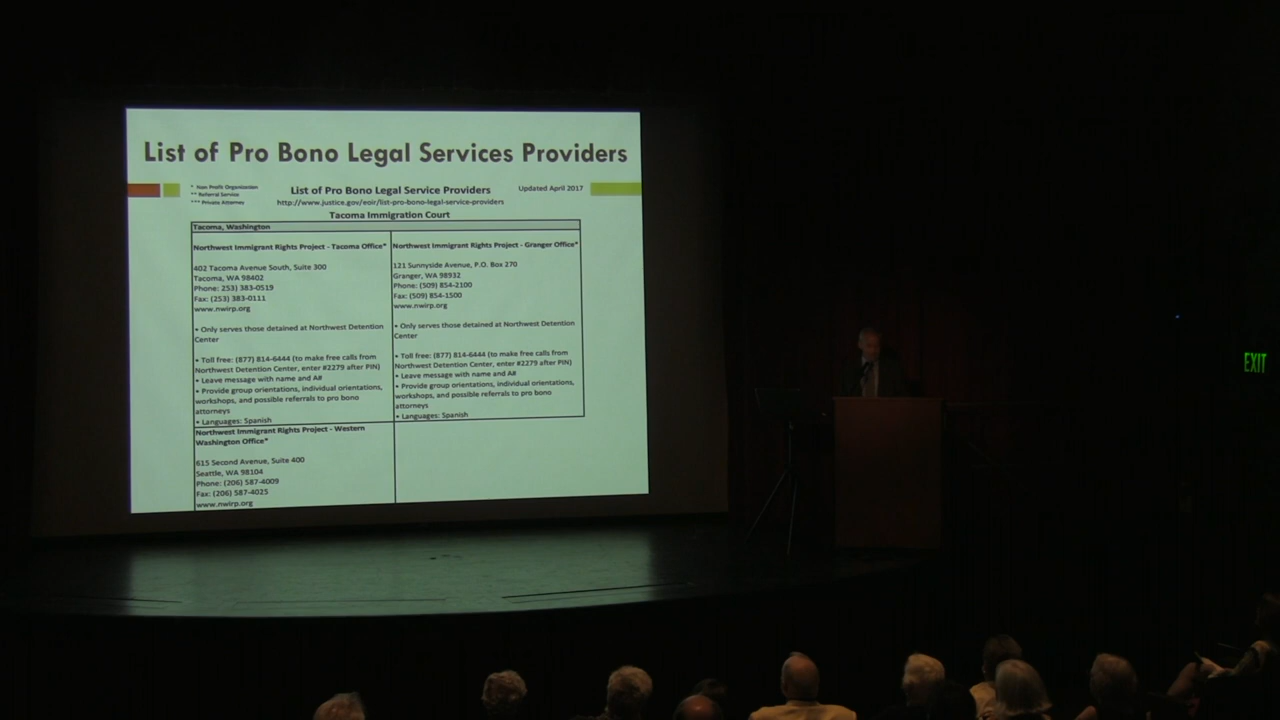 List of Pro Bono Legal Services Providers
* Non Profit Organization
** Referral Service
*** Private Attorney
List of Pro Bono Legal Service Providers
Updated April 2017
http://www.justice.gov/eoir/list-pro-bono-legal-service-providers
Tacoma Immigration Court
Tacoma, Washington
Northwest Immigrant Rights Project - Tacoma Office*
402 Tacoma Avenue South, Suite 300
Tacoma, WA 98402
Phone: 253) 383-0519
Fax: (253) 383-0111
www.nwirp.org
• Only serves those detained at Northwest Detention
Center
• Toll free: (877) 814-6444 (to make free calls from
Northwest Detention Center, enter #2279 after PIN)
• Leave message with name and A#
• Provide group orientations, individual orientations,
workshops, and possible referrals to pro bono
attorneys
• Languages: Spanish
Northwest Immigrant Rights Project - Granger Office*
121 Sunnyside Avenue, P.O. Box 270
Granger, WA 98932
Phone: (509) 854-2100
Fax: (509) 854-1500
www.nwirp.org
• Only serves those detained at Northwest Detention
Center
• Toll free: (877) 814-6444 (to make free calls from
Northwest Detention Center, enter #2279 after PIN)
• Leave message with name and A#
• Provide group orientations, individual orientations,
workshops, and possible referrals to pro bono
attorneys
• Languages: Spanish
Northwest Immigrant Rights Project - Western
Washington Office*
615 Second Avenue, Suite 400
Seattle, WA 98104
Phone: (206) 587-4009
Fax: (206) 587-4025
www.nwirp.org
EXIT